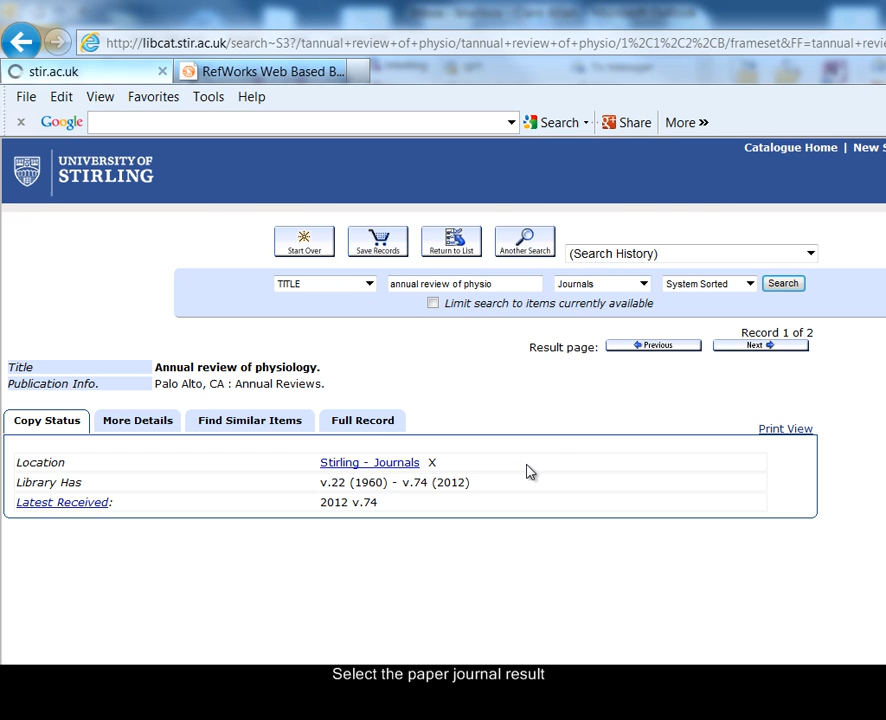 http://libcat.stir.ac.uk/search~S3?/tannual+review+of+physio/tannual+review+of+physio/1%2C1%2C2%2CB/frameset&FF=tannual+revie
stir.ac.uk RefWorks Web Based B...
File Edit View Favorites Tools Help
x Google Search Share More »
Catalogue Home | New S
UNIVERSITY OF
STIRLING
Start Over Save Records Return to List Another Search (Search History)
TITLE annual review of physio Journals System Sorted Search
Limit search to items currently available
Record 1 of 2
Result page: Previous Next
Title Annual review of physiology.
Publication Info. Palo Alto, CA : Annual Reviews.
Copy Status More Details Find Similar Items Full Record
Print View
Location Stirling - Journals X
Library Has v.22 (1960) - v.74 (2012)
Latest Received: 2012 v.74
Select the paper journal result